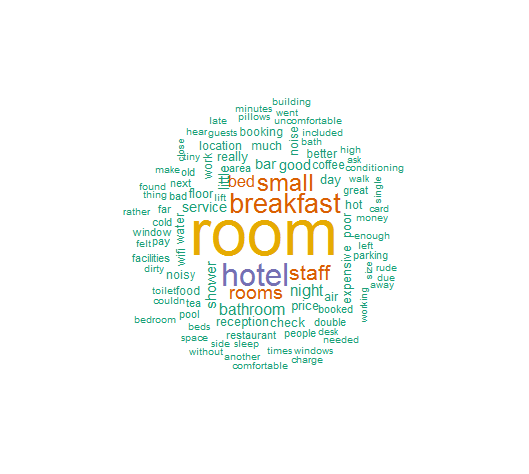 building
minutes went
pillows uncomfortable
late
hear guests booking noise included
close location much bath high
tiny work really better ask
make old little area bar good coffee conditioning
next bed small day walk single
found thing bad floor lift great
rather far service breakfast hot card
cold money
window water room poor enough
felt pay wifi left
facilities hotel staff parking
dirty noisy expensive size rude
due
toilet food shower rooms night air away
couldn tea price booked working
pool bathroom
bedroom beds reception check double
space restaurant people desk needed
side sleep
without another times windows
comfortable charge